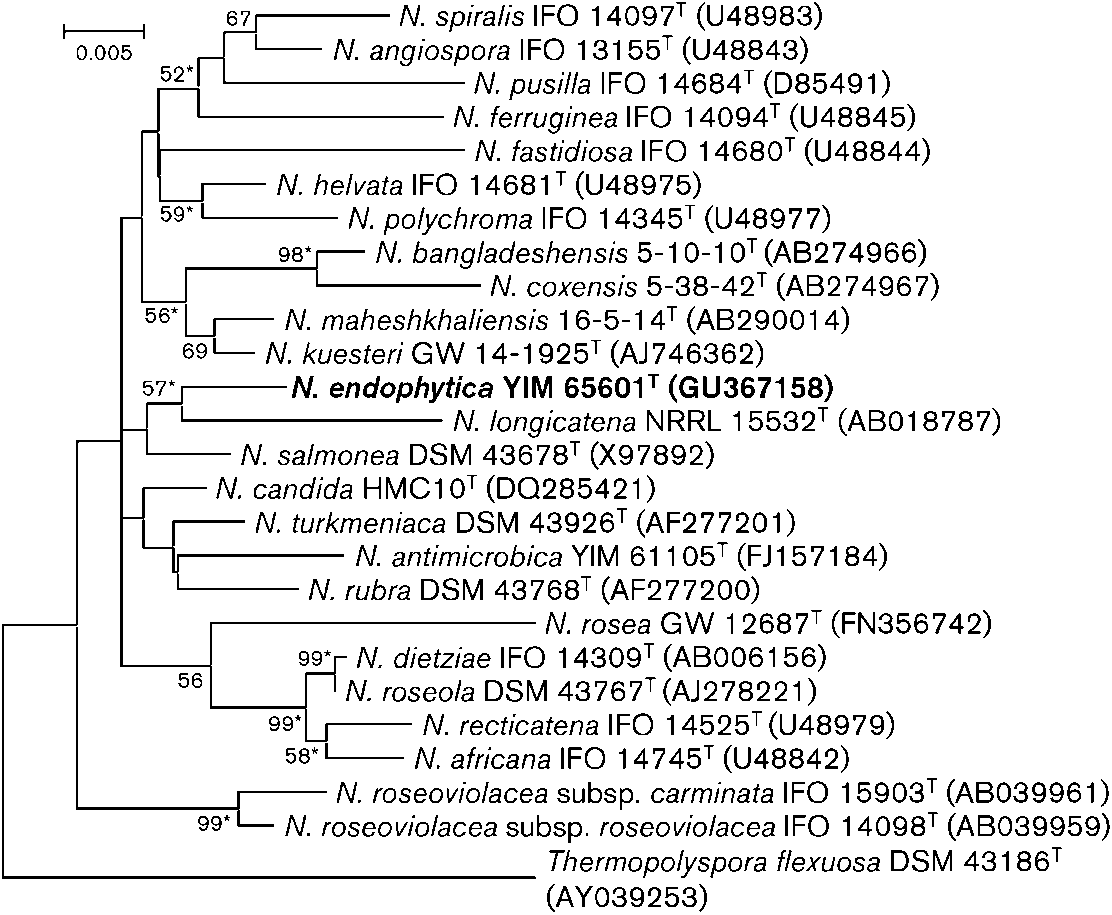 67
N. spiralis IFO 14097ᵀ (U48983)
0.005
N. angiospora IFO 13155ᵀ (U48843)
52*
N. pusilla IFO 14684ᵀ (D85491)
N. ferruginea IFO 14094ᵀ (U48845)
N. fastidiosa IFO 14680ᵀ (U48844)
N. helvata IFO 14681ᵀ (U48975)
59*
N. polychroma IFO 14345ᵀ (U48977)
98*
N. bangladeshensis 5-10-10ᵀ (AB274966)
N. coxensis 5-38-42ᵀ (AB274967)
56*
N. maheshkhaliensis 16-5-14ᵀ (AB290014)
69
N. kuesteri GW 14-1925ᵀ (AJ746362)
57*
N. endophytica YIM 65601ᵀ (GU367158)
N. longicatena NRRL 15532ᵀ (AB018787)
N. salmonea DSM 43678ᵀ (X97892)
N. candida HMC10ᵀ (DQ285421)
N. turkmeniaca DSM 43926ᵀ (AF277201)
N. antimicrobica YIM 61105ᵀ (FJ157184)
N. rubra DSM 43768ᵀ (AF277200)
N. rosea GW 12687ᵀ (FN356742)
56
99*
N. dietziae IFO 14309ᵀ (AB006156)
N. roseola DSM 43767ᵀ (AJ278221)
99*
N. recticatena IFO 14525ᵀ (U48979)
58*
N. africana IFO 14745ᵀ (U48842)
N. roseoviolacea subsp. carminata IFO 15903ᵀ (AB039961)
99*
N. roseoviolacea subsp. roseoviolacea IFO 14098ᵀ (AB039959)
Thermopolyspora flexuosa DSM 43186ᵀ
(AY039253)